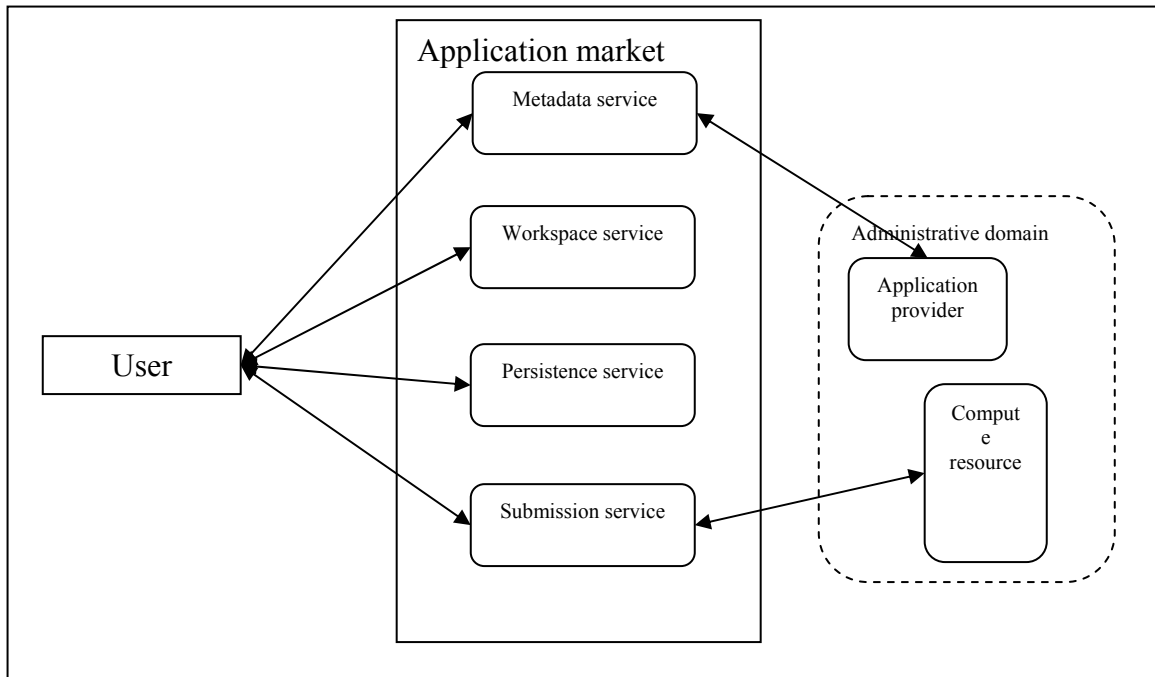 Application market
Metadata service
Workspace service
Administrative domain
Application
provider
User
Persistence service
Comput
e
resource
Submission service